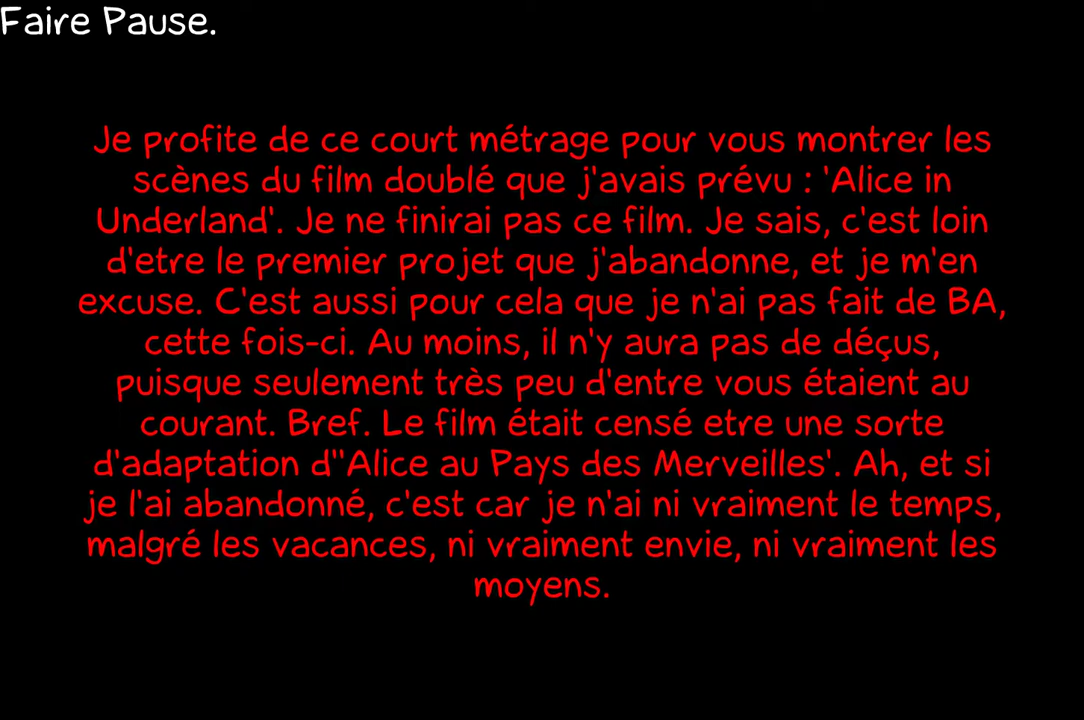 Faire Pause.
Je profite de ce court métrage pour vous montrer les
scènes du film doublé que j'avais prévu : 'Alice in
Underland'. Je ne finirai pas ce film. Je sais, c'est loin
d'etre le premier projet que j'abandonne, et je m'en
excuse. C'est aussi pour cela que je n'ai pas fait de BA,
cette fois-ci. Au moins, il n'y aura pas de déçus,
puisque seulement très peu d'entre vous étaient au
courant. Bref. Le film était censé etre une sorte
d'adaptation d''Alice au Pays des Merveilles'. Ah, et si
je l'ai abandonné, c'est car je n'ai ni vraiment le temps,
malgré les vacances, ni vraiment envie, ni vraiment les
moyens.